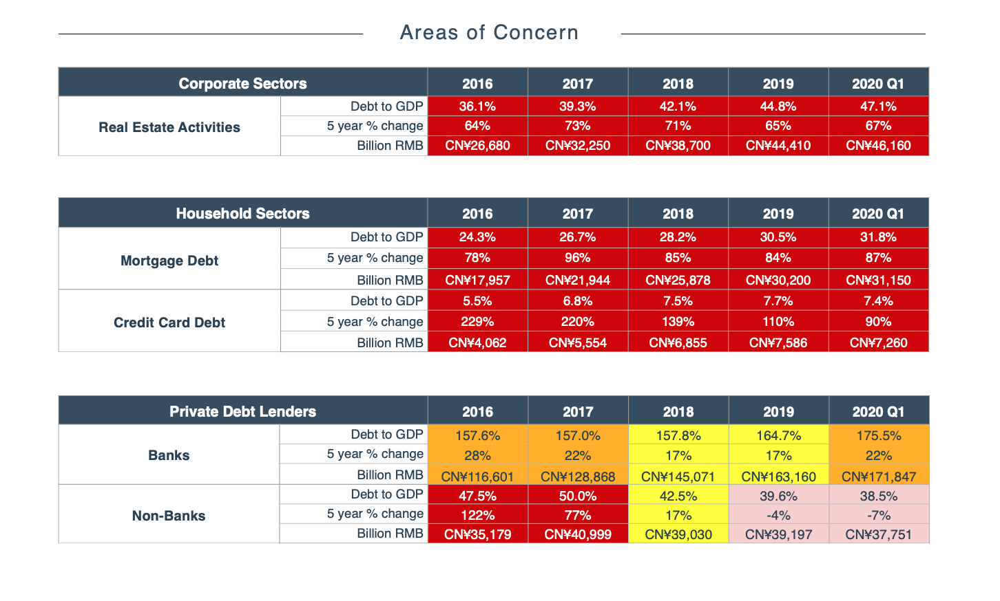 Areas of Concern
Corporate Sectors 2016 2017 2018 2019 2020 Q1
Real Estate Activities
Debt to GDP 36.1% 39.3% 42.1% 44.8% 47.1%
5 year % change 64% 73% 71% 65% 67%
Billion RMB CN¥26,680 CN¥32,250 CN¥38,700 CN¥44,410 CN¥46,160
Household Sectors 2016 2017 2018 2019 2020 Q1
Mortgage Debt
Debt to GDP 24.3% 26.7% 28.2% 30.5% 31.8%
5 year % change 78% 96% 85% 84% 87%
Billion RMB CN¥17,957 CN¥21,944 CN¥25,878 CN¥30,200 CN¥31,150
Credit Card Debt
Debt to GDP 5.5% 6.8% 7.5% 7.7% 7.4%
5 year % change 229% 220% 139% 110% 90%
Billion RMB CN¥4,062 CN¥5,554 CN¥6,855 CN¥7,586 CN¥7,260
Private Debt Lenders 2016 2017 2018 2019 2020 Q1
Banks
Debt to GDP 157.6% 157.0% 157.8% 164.7% 175.5%
5 year % change 28% 22% 17% 17% 22%
Billion RMB CN¥116,601 CN¥128,868 CN¥145,071 CN¥163,160 CN¥171,847
Non-Banks
Debt to GDP 47.5% 50.0% 42.5% 39.6% 38.5%
5 year % change 122% 77% 17% -4% -7%
Billion RMB CN¥35,179 CN¥40,999 CN¥39,030 CN¥39,197 CN¥37,751